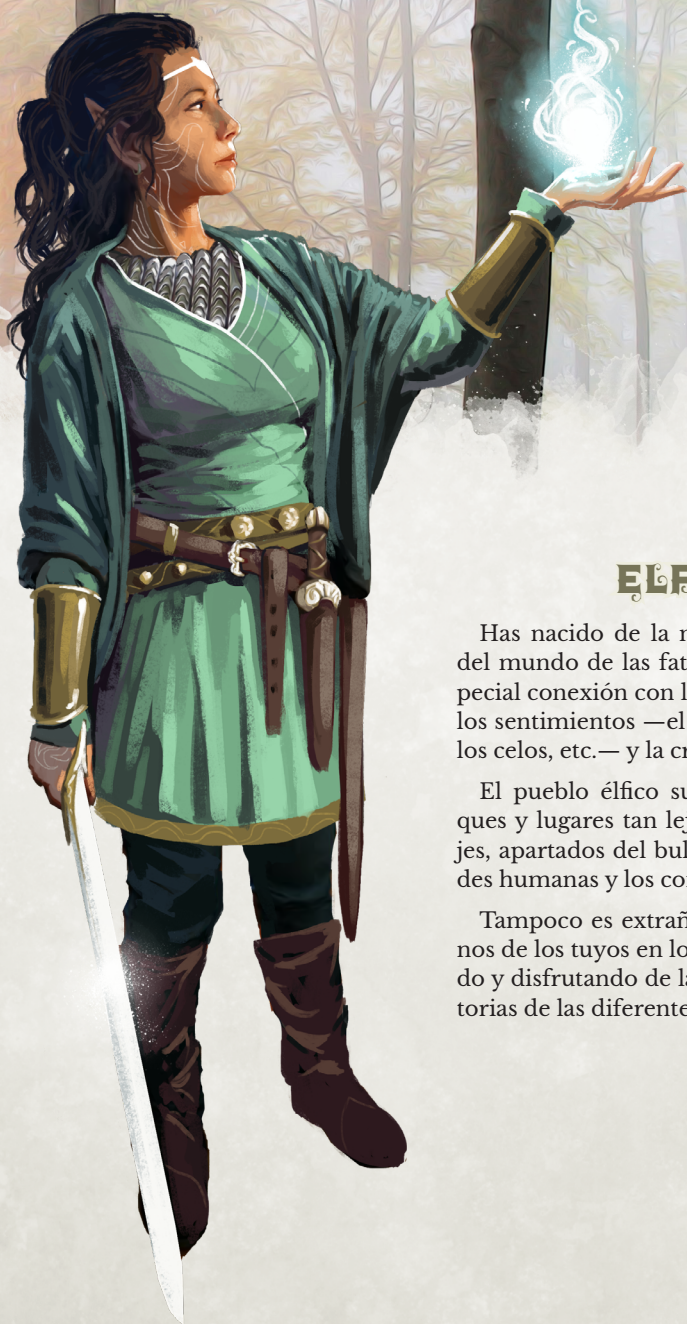 ELF
Has nacido de la
del mundo de las fat
pecial conexión con l
los sentimientos —el
los celos, etc.— y la cr
El pueblo élfico su
ques y lugares tan lej
jes, apartados del bul
des humanas y los con
Tampoco es extrañ
nos de los tuyos en lo
do y disfrutando de la
torias de las diferente